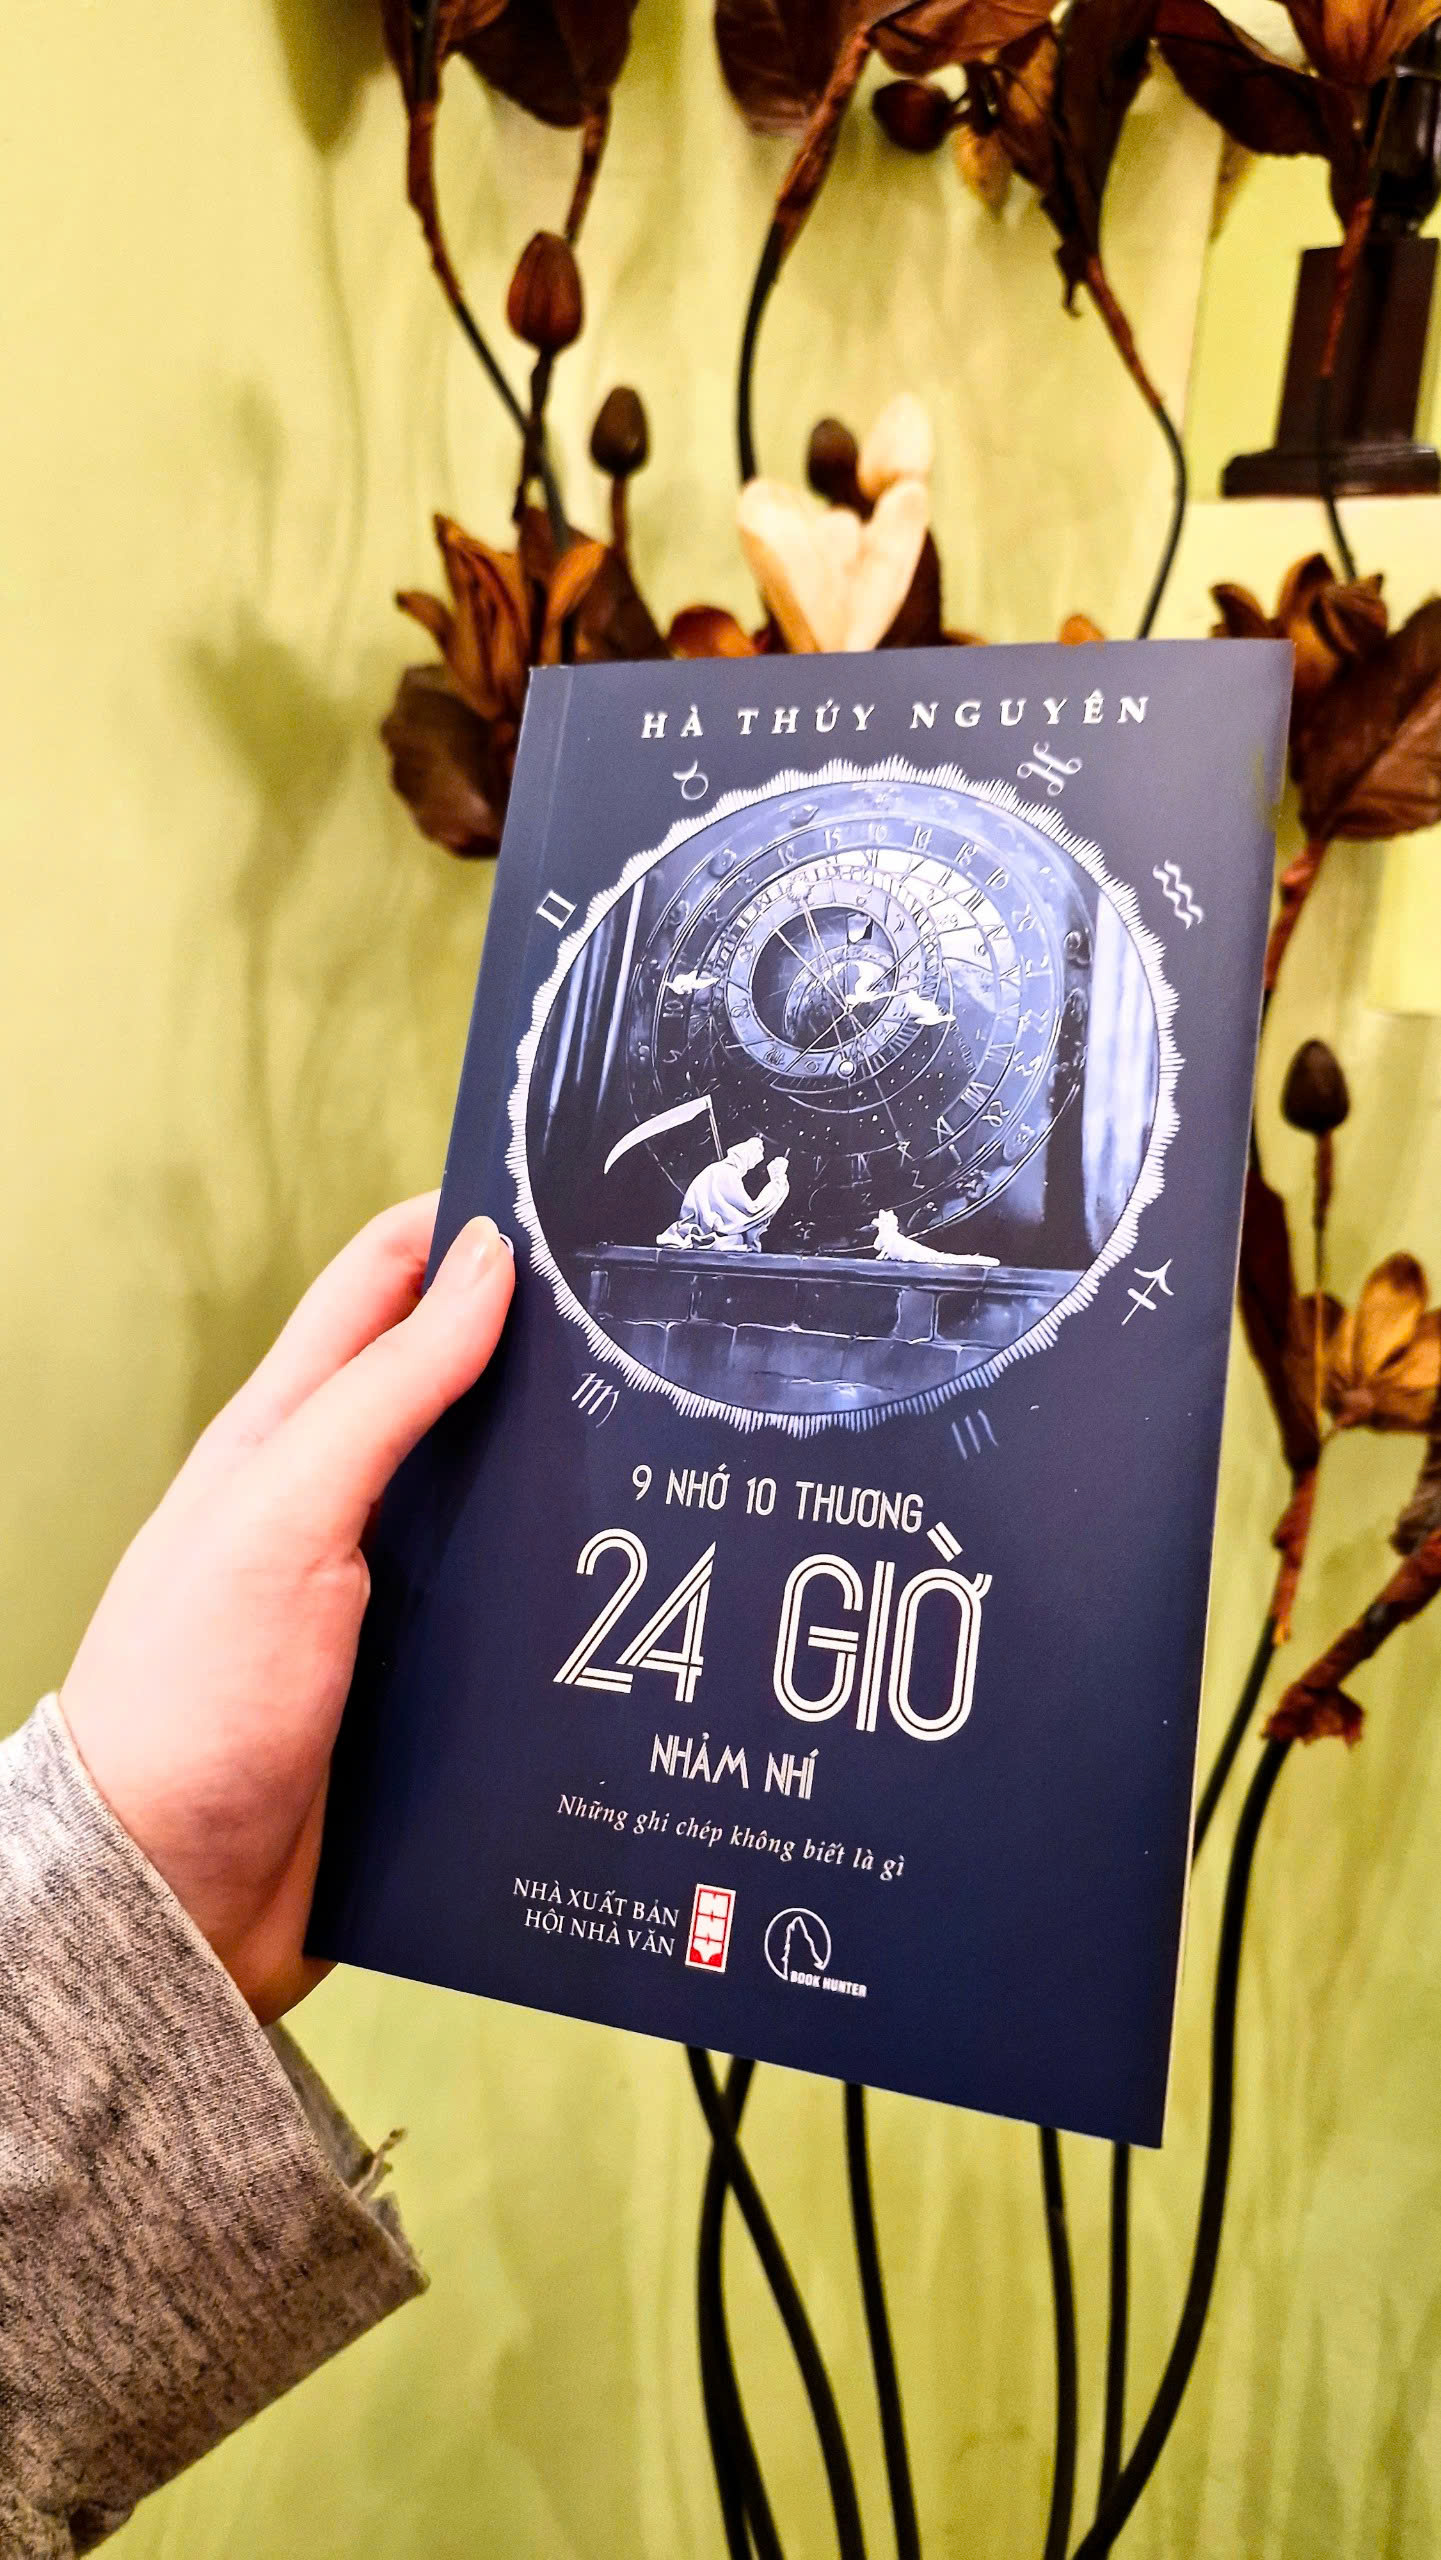 HÀ THỦY NGUYÊN
9 NHỚ 10 THƯƠNG
24 GIỜ
NHẢM NHÍ
Những ghi chép không biết là gì
NHÀ XUẤT BẢN
HỘI NHÀ VĂN
BOOK HUNTER